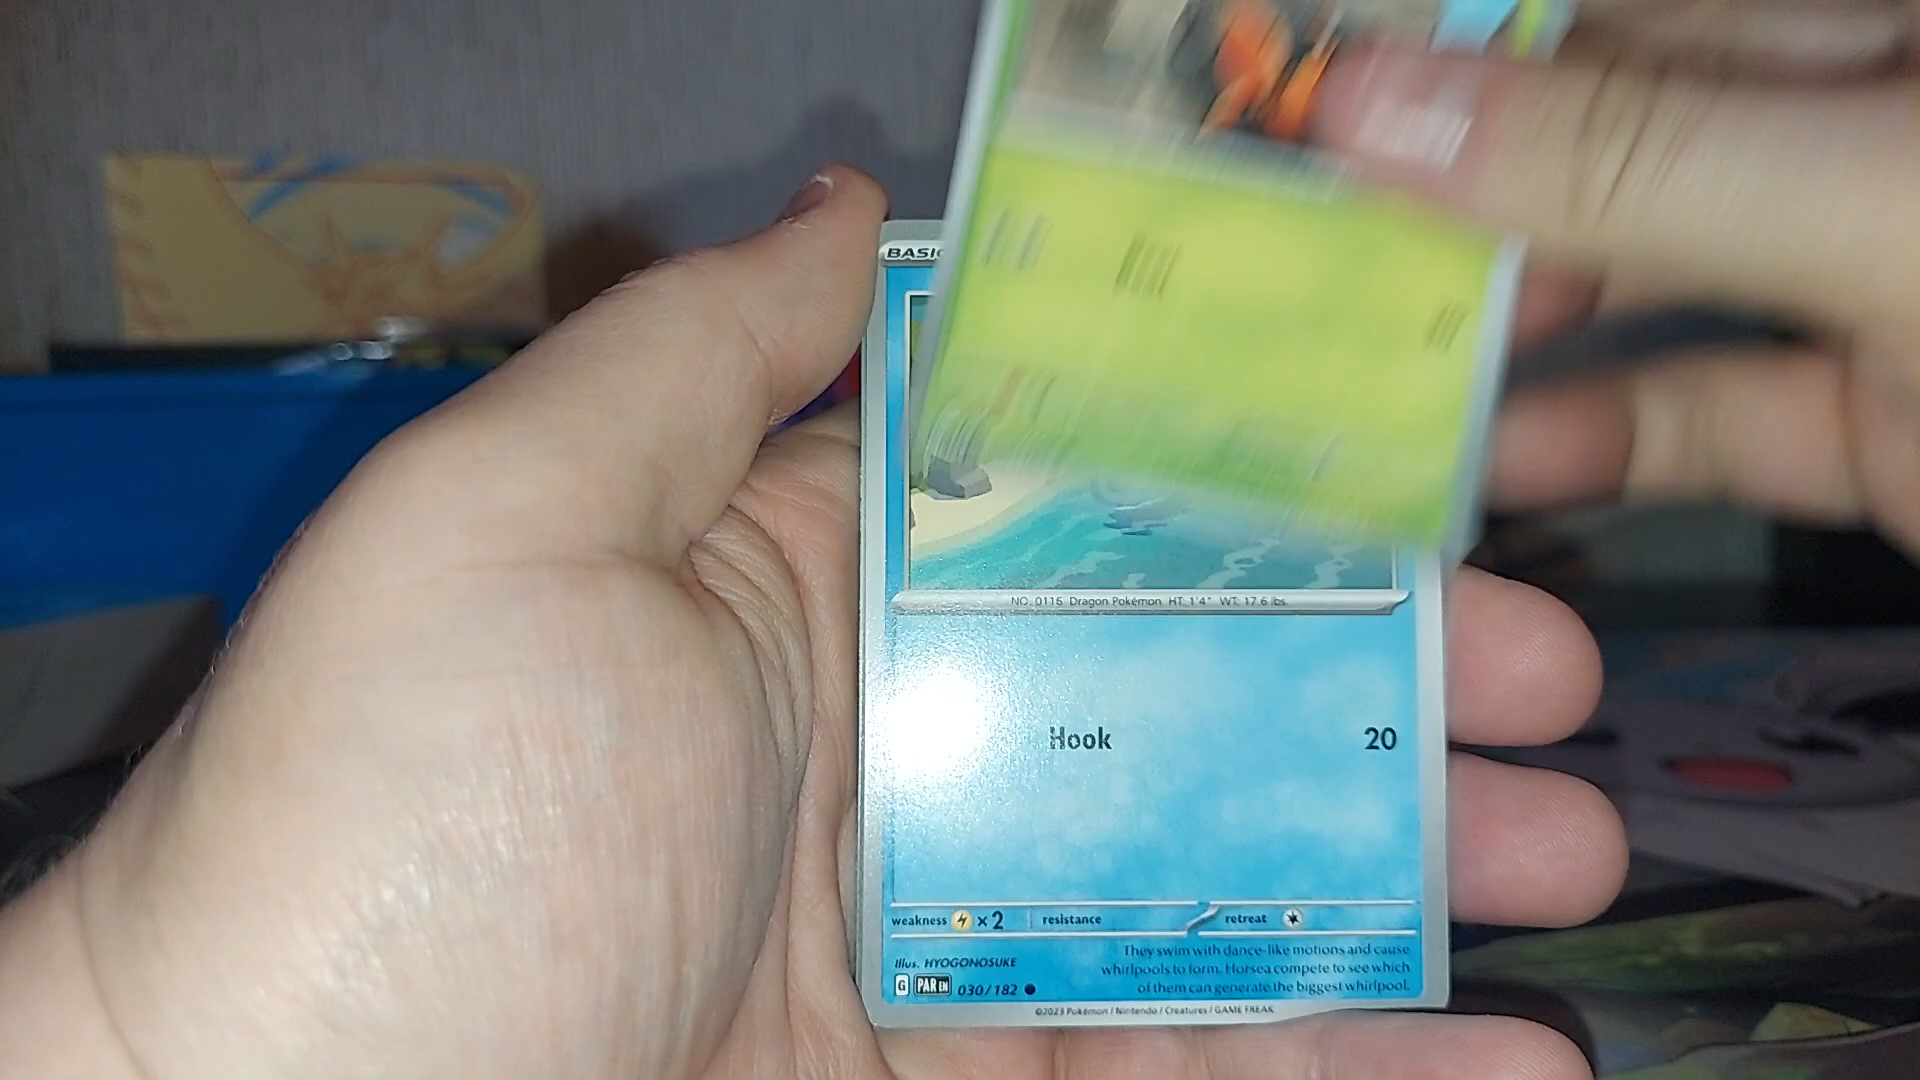 BASIC
NO. 0116 Dragon Pokémon HT: 1'4" WT: 17.6 lbs.
Hook 20
weakness ×2 resistance retreat
They swim with dance-like motions and cause
whirlpools to form. Horsea compete to see which
of them can generate the biggest whirlpool.
Illus. HYOGONOSUKE
G PAR EN 030/182
©2023 Pokémon / Nintendo / Creatures / GAME FREAK